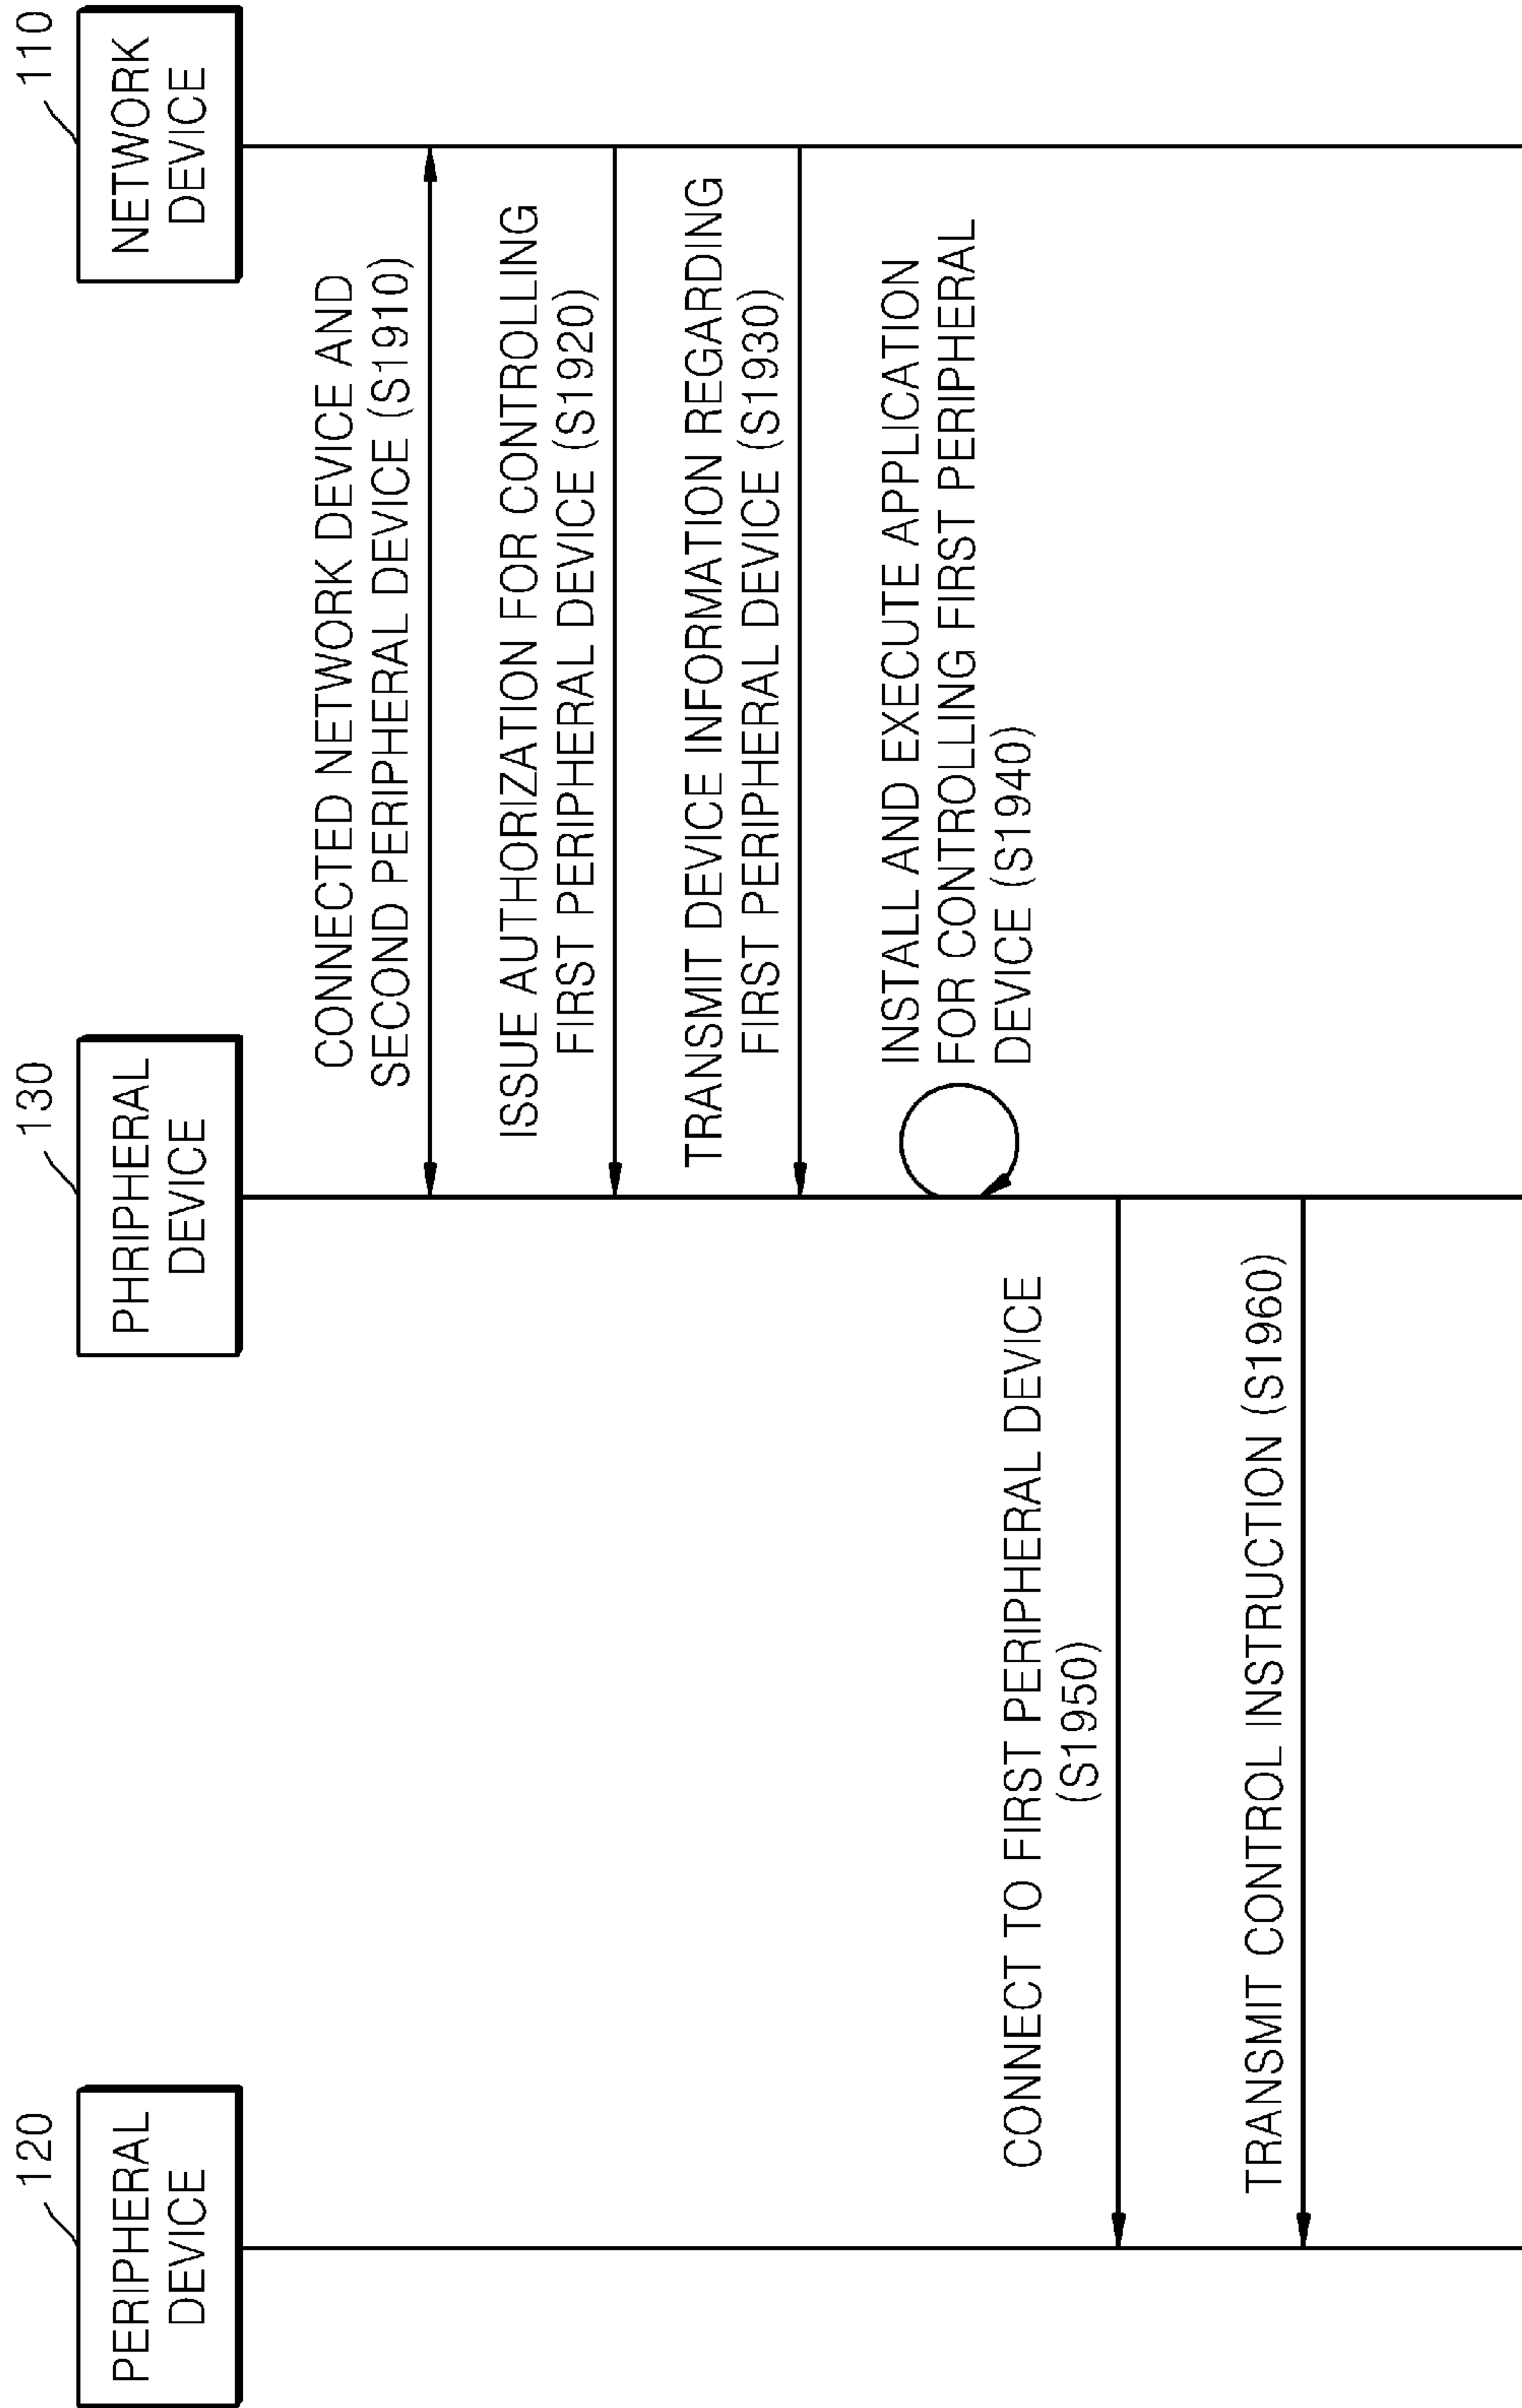 120
PERIPHERAL
DEVICE
130
PHRIPHERAL
DEVICE
110
NETWORK
DEVICE
CONNECTED NETWORK DEVICE AND
SECOND PERIPHERAL DEVICE (S1910)
ISSUE AUTHORIZATION FOR CONTROLLING
FIRST PERIPHERAL DEVICE (S1920)
TRANSMIT DEVICE INFORMATION REGARDING
FIRST PERIPHERAL DEVICE (S1930)
INSTALL AND EXECUTE APPLICATION
FOR CONTROLLING FIRST PERIPHERAL
DEVICE (S1940)
CONNECT TO FIRST PERIPHERAL DEVICE
(S1950)
TRANSMIT CONTROL INSTRUCTION (S1960)